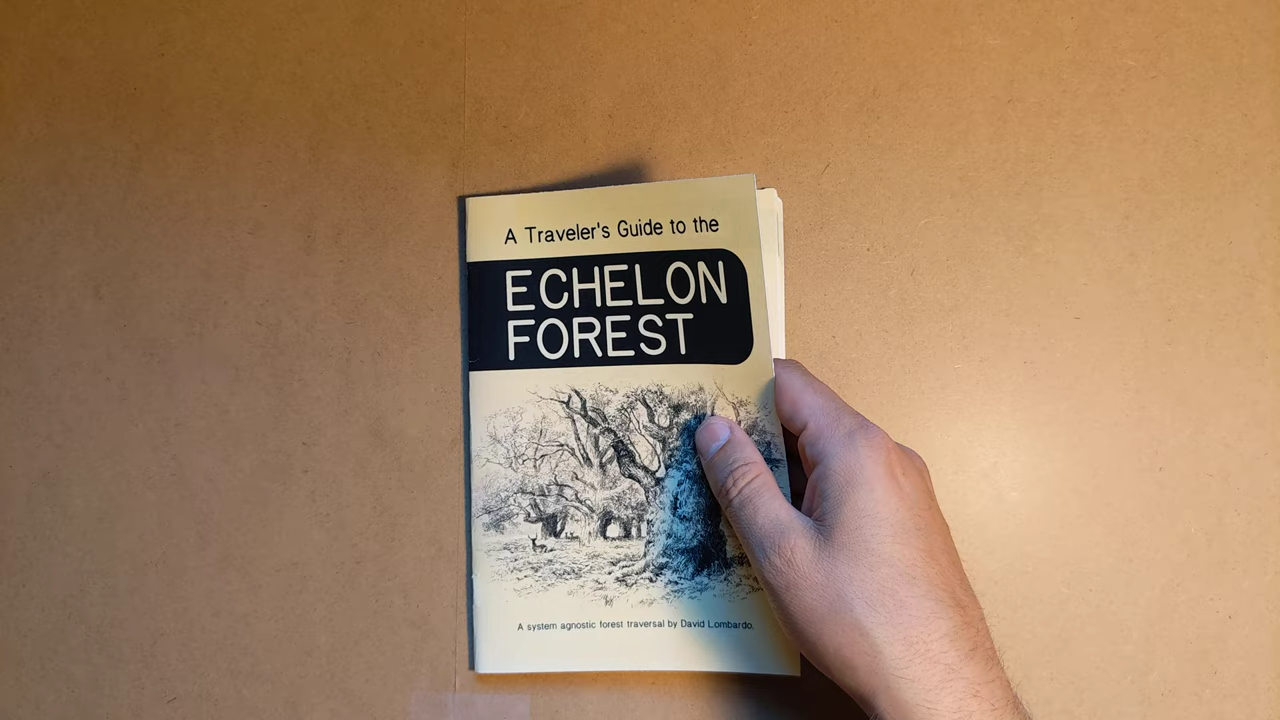 A Traveler's Guide to the
ECHELON
FOREST
A system agnostic forest traversal by David Lombardo.